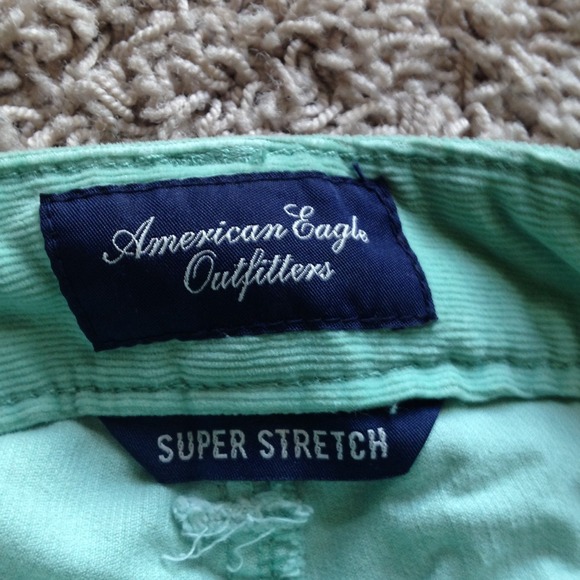 American Eagle
Outfitters
SUPER STRETCH